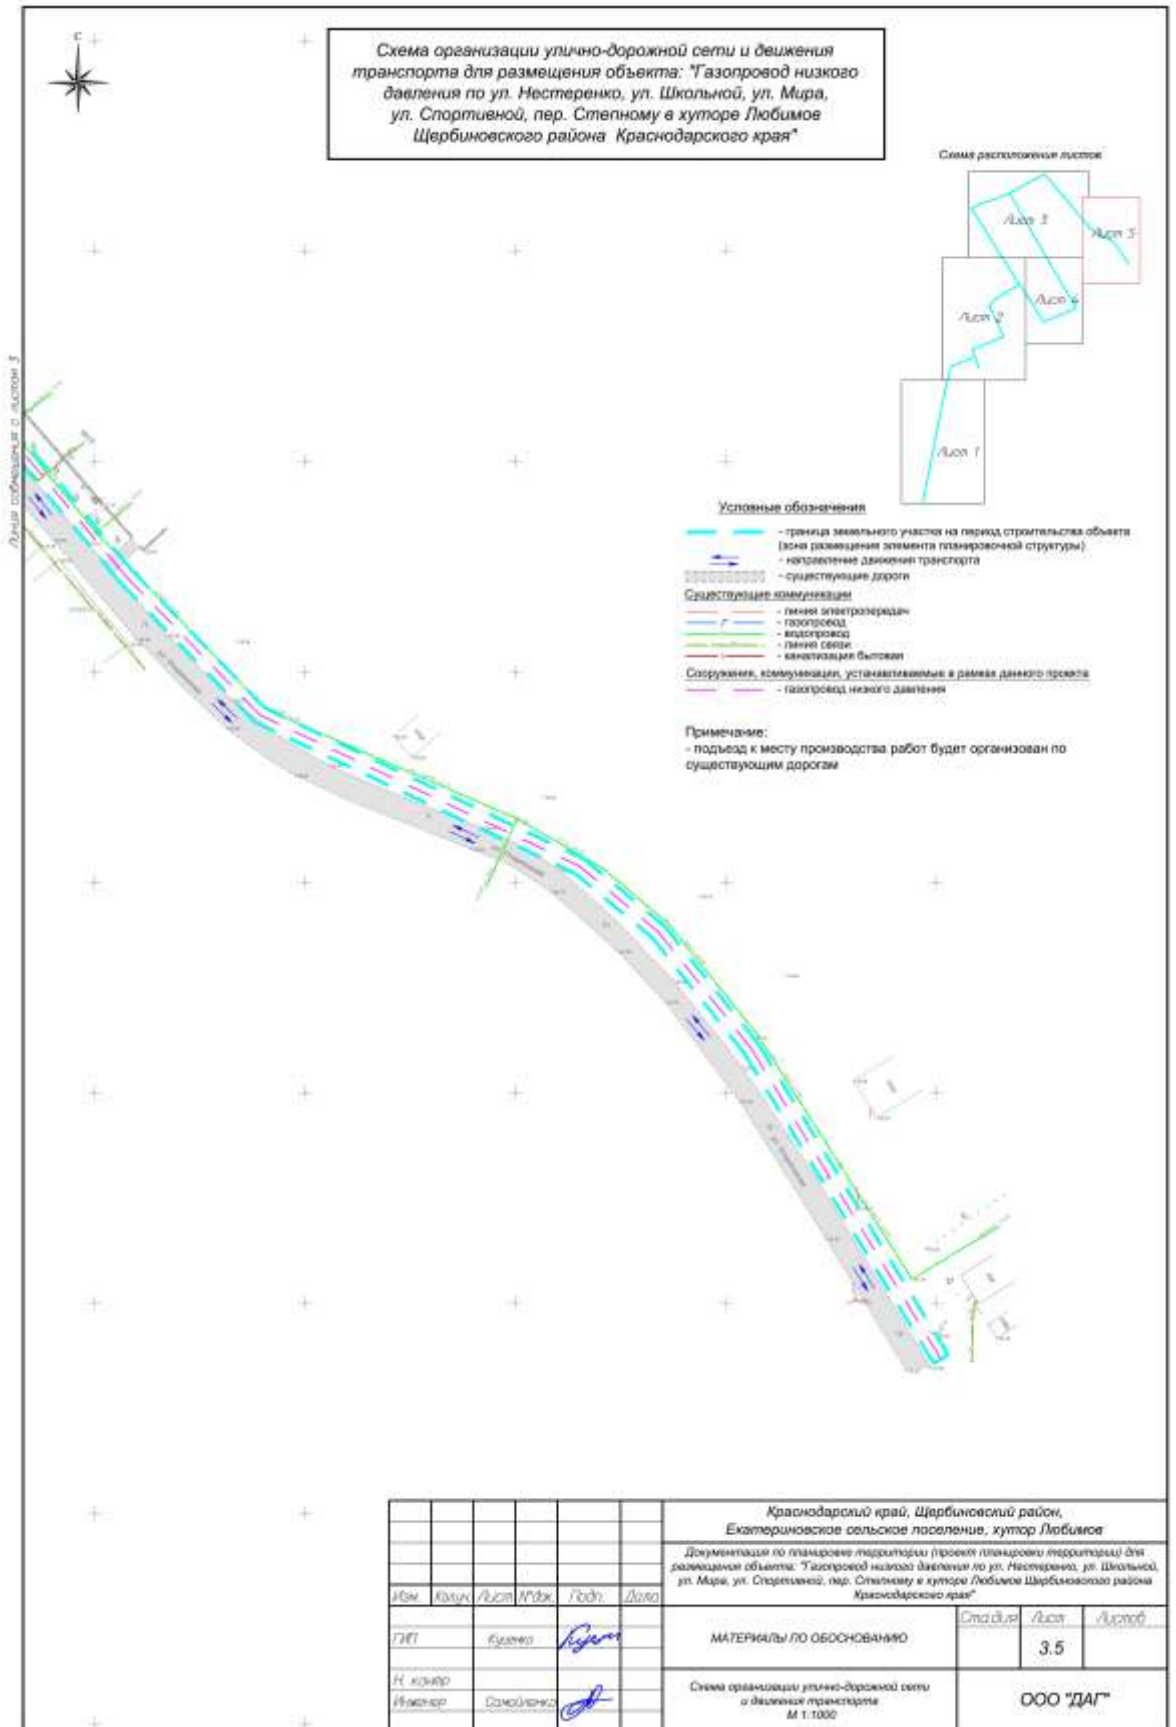 С
Схема организации улично-дорожной сети и движения
транспорта для размещения объекта: "Газопровод низкого
давления по ул. Нестеренко, ул. Школьной, ул. Мира,
ул. Спортивной, пер. Степному в хуторе Любимов
Щербиновского района Краснодарского края"
Схема расположения листов
Лист 3
Лист 5
Лист 4
Лист 2
Лист 1
Линия совмещения с листом 3
Условные обозначения
- граница земельного участка на период строительства объекта
(зона размещения элемента планировочной структуры)
- направление движения транспорта
- существующие дороги
Существующие коммуникации
- линия электропередач
- газопровод
- водопровод
- линия связи
- канализация бытовая
Сооружения, коммуникации, устанавливаемые в рамках данного проекта
- газопровод низкого давления
Примечание:
- подъезд к месту производства работ будет организован по
существующим дорогам
Краснодарский край, Щербиновский район,
Екатериновское сельское поселение, хутор Любимов
Документация по планировке территории (проект планировки территории) для
размещения объекта: "Газопровод низкого давления по ул. Нестеренко, ул. Школьной,
ул. Мира, ул. Спортивной, пер. Степному в хуторе Любимов Щербиновского района
Краснодарского края"
Изм. Кол.уч Лист №док. Подп. Дата
ГИП Куценко
МАТЕРИАЛЫ ПО ОБОСНОВАНИЮ
Стадия Лист Листов
3.5
Н. контр
Инженер Самойленко
Схема организации улично-дорожной сети
и движения транспорта
М 1:1000
ООО "ДАГ"